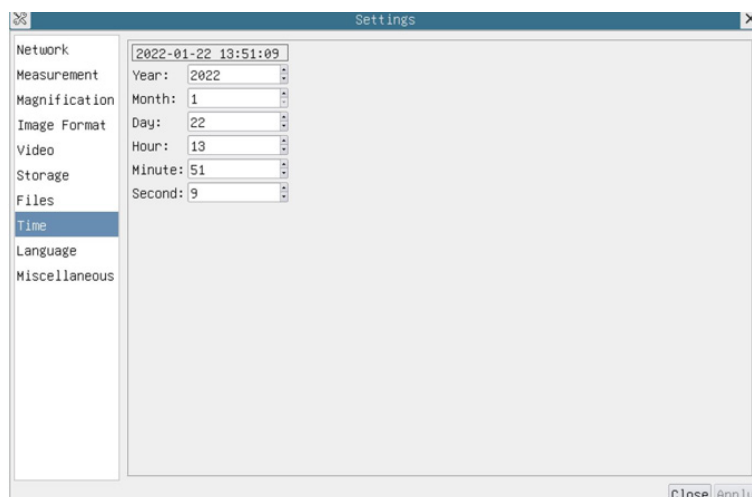 Settings
Network
Measurement
Magnification
Image Format
Video
Storage
Files
Time
Language
Miscellaneous
2022-01-22 13:51:09
Year: 2022
Month: 1
Day: 22
Hour: 13
Minute: 51
Second: 9
Close Apply